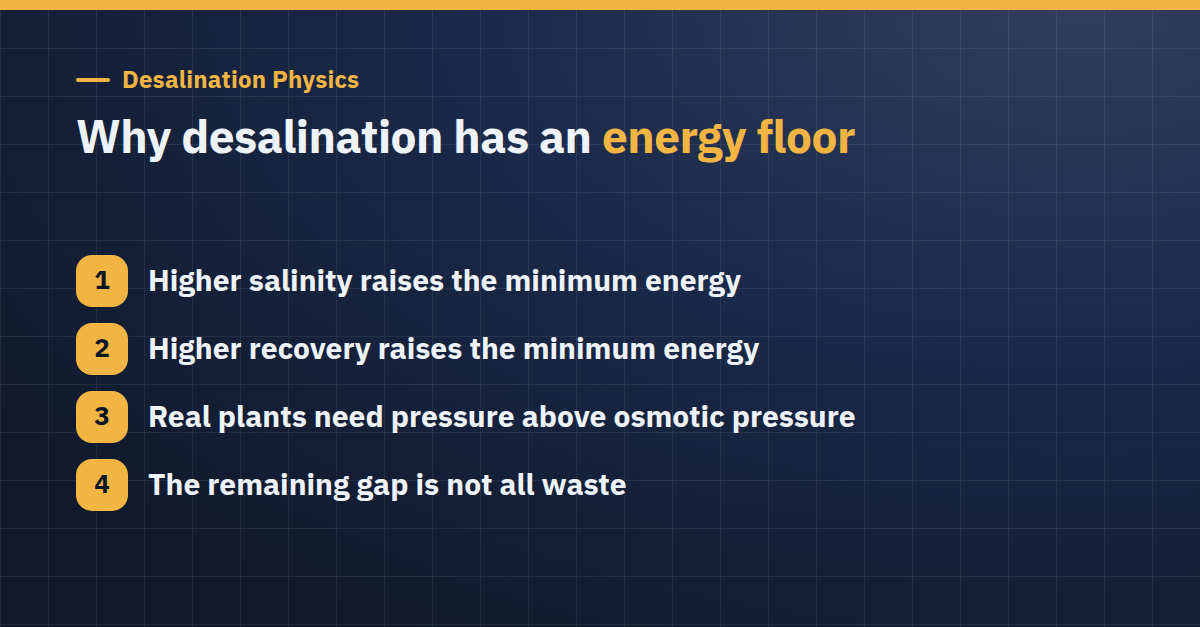 Desalination Physics
Why desalination has an energy floor
1 Higher salinity raises the minimum energy
2 Higher recovery raises the minimum energy
3 Real plants need pressure above osmotic pressure
4 The remaining gap is not all waste